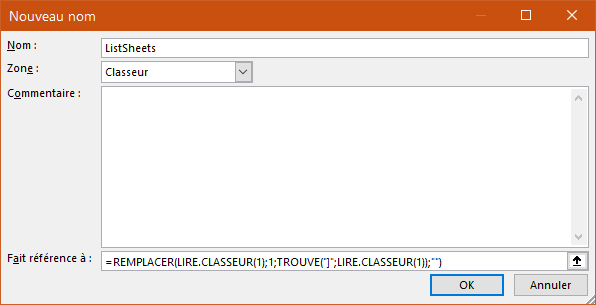 Nouveau nom
Nom :
ListSheets
Zone :
Classeur
Commentaire :
Fait référence à :
=REMPLACER(LIRE.CLASSEUR(1);1;TROUVE("]";LIRE.CLASSEUR(1));"")
OK
Annuler